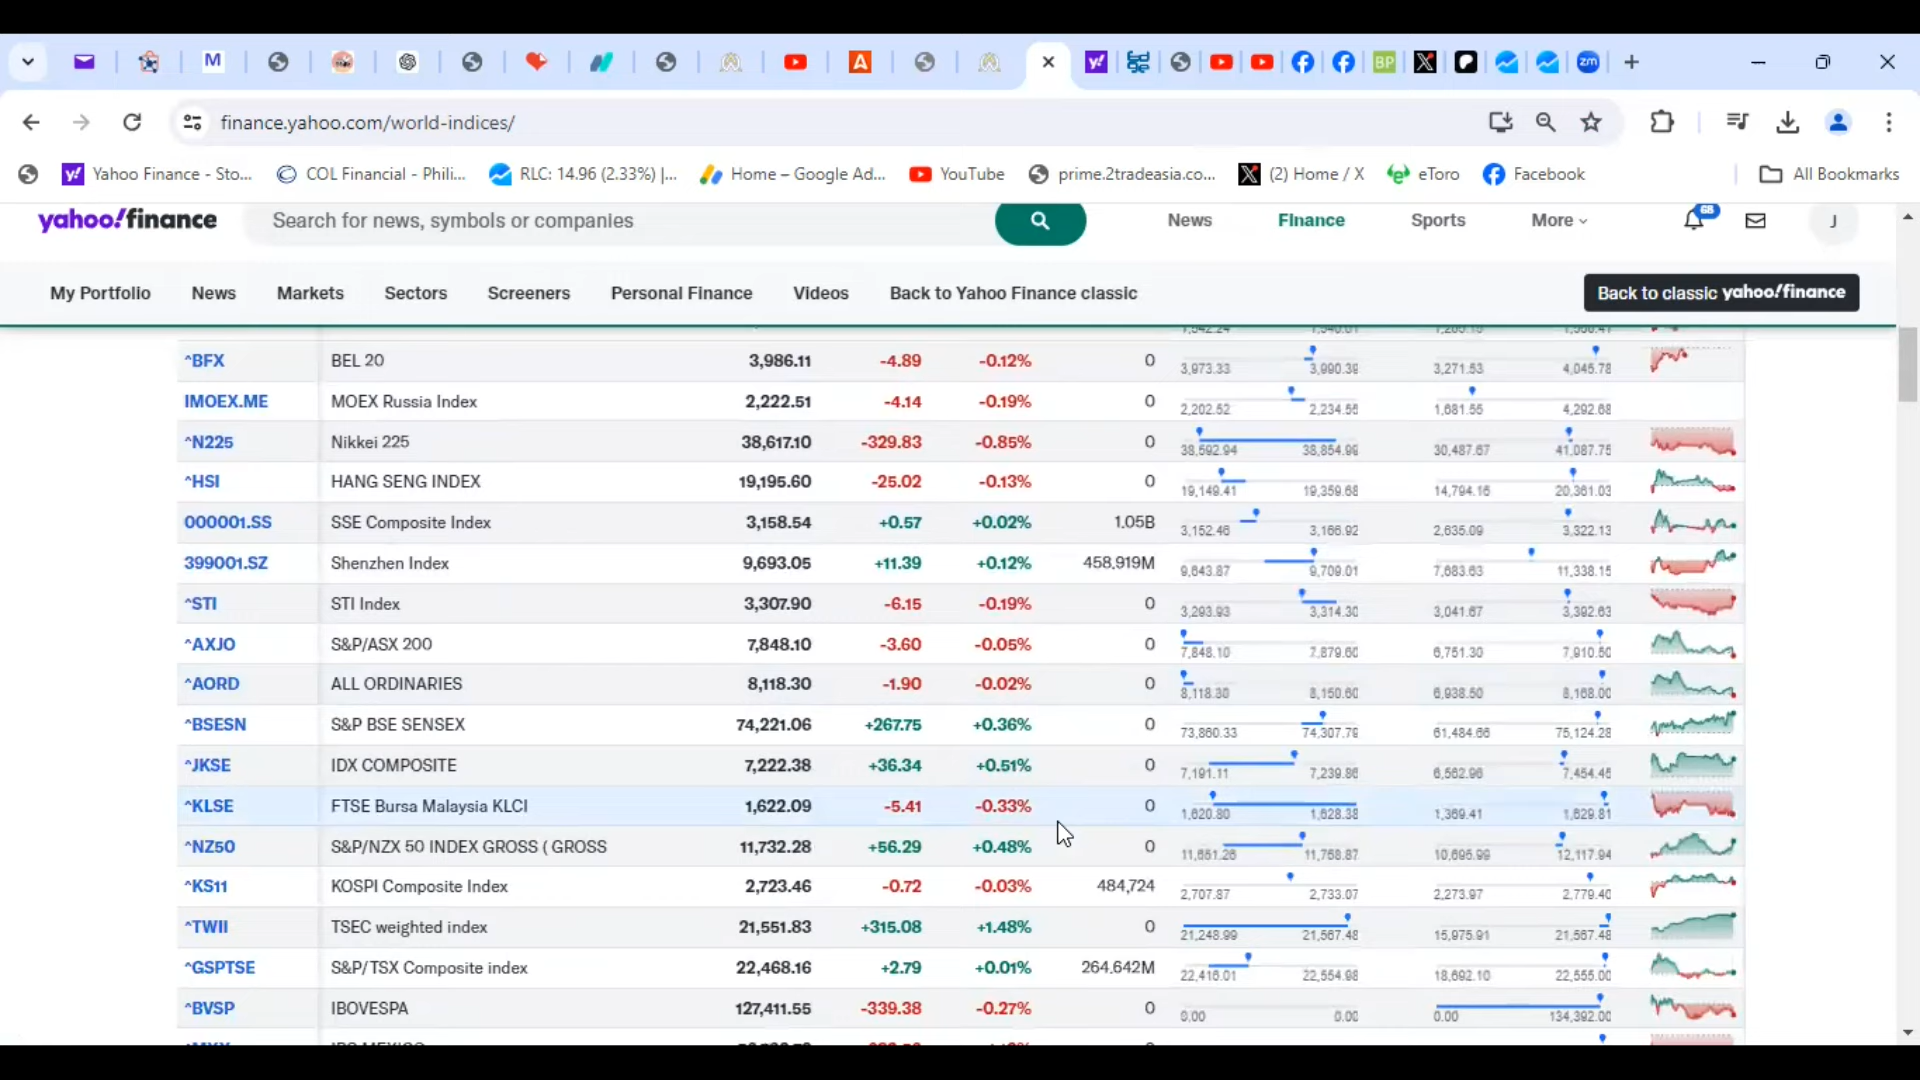 M
A
y!
BP
X
zm
finance.yahoo.com/world-indices/
y! Yahoo Finance - Sto... COL Financial - Phili... RLC: 14.96 (2.33%) |... Home – Google Ad... YouTube prime.2tradeasia.co... (2) Home / X eToro Facebook All Bookmarks
yahoo!finance Search for news, symbols or companies News Finance Sports More 68 J
My Portfolio News Markets Sectors Screeners Personal Finance Videos Back to Yahoo Finance classic Back to classic yahoo!finance
^BFX BEL 20 3,986.11 -4.89 -0.12% 0 3,973.33 3,990.39 3,271.53 4,045.78
IMOEX.ME MOEX Russia Index 2,222.51 -4.14 -0.19% 0 2,202.52 2,234.56 1,681.55 4,292.68
^N225 Nikkei 225 38,617.10 -329.83 -0.85% 0 38,592.94 38,854.99 30,487.67 41,087.75
^HSI HANG SENG INDEX 19,195.60 -25.02 -0.13% 0 19,149.41 19,359.68 14,794.16 20,361.03
000001.SS SSE Composite Index 3,158.54 +0.57 +0.02% 1.05B 3,152.46 3,166.92 2,635.09 3,322.13
399001.SZ Shenzhen Index 9,693.05 +11.39 +0.12% 458.919M 9,643.87 9,709.01 7,683.63 11,338.15
^STI STI Index 3,307.90 -6.15 -0.19% 0 3,293.93 3,314.30 3,041.67 3,392.63
^AXJO S&P/ASX 200 7,848.10 -3.60 -0.05% 0 7,848.10 7,879.60 6,751.30 7,910.50
^AORD ALL ORDINARIES 8,118.30 -1.90 -0.02% 0 8,118.30 8,150.60 6,938.50 8,168.00
^BSESN S&P BSE SENSEX 74,221.06 +267.75 +0.36% 0 73,860.33 74,307.79 61,484.66 75,124.28
^JKSE IDX COMPOSITE 7,222.38 +36.34 +0.51% 0 7,191.11 7,239.86 6,562.96 7,454.45
^KLSE FTSE Bursa Malaysia KLCI 1,622.09 -5.41 -0.33% 0 1,620.80 1,628.38 1,369.41 1,629.81
^NZ50 S&P/NZX 50 INDEX GROSS ( GROSS 11,732.28 +56.29 +0.48% 0 11,651.26 11,768.87 10,695.99 12,117.94
^KS11 KOSPI Composite Index 2,723.46 -0.72 -0.03% 484,724 2,707.87 2,733.07 2,273.97 2,779.40
^TWII TSEC weighted index 21,551.83 +315.08 +1.48% 0 21,248.99 21,567.48 15,975.91 21,567.48
^GSPTSE S&P/TSX Composite index 22,468.16 +2.79 +0.01% 264.642M 22,416.01 22,554.98 18,692.10 22,555.00
^BVSP IBOVESPA 127,411.55 -339.38 -0.27% 0 0.00 0.00 0.00 134,392.00